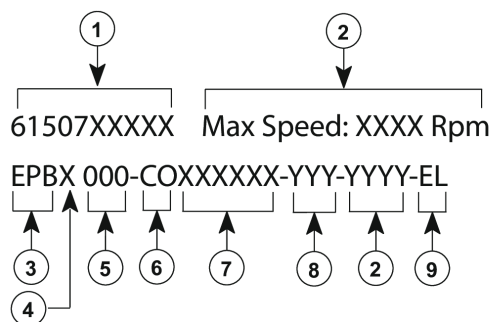 1 2
61507XXXXX Max Speed: XXXX Rpm
EPBX 000-COXXXXXX-YYY-YYYY-EL
3 5 6 7 8 2 9
4